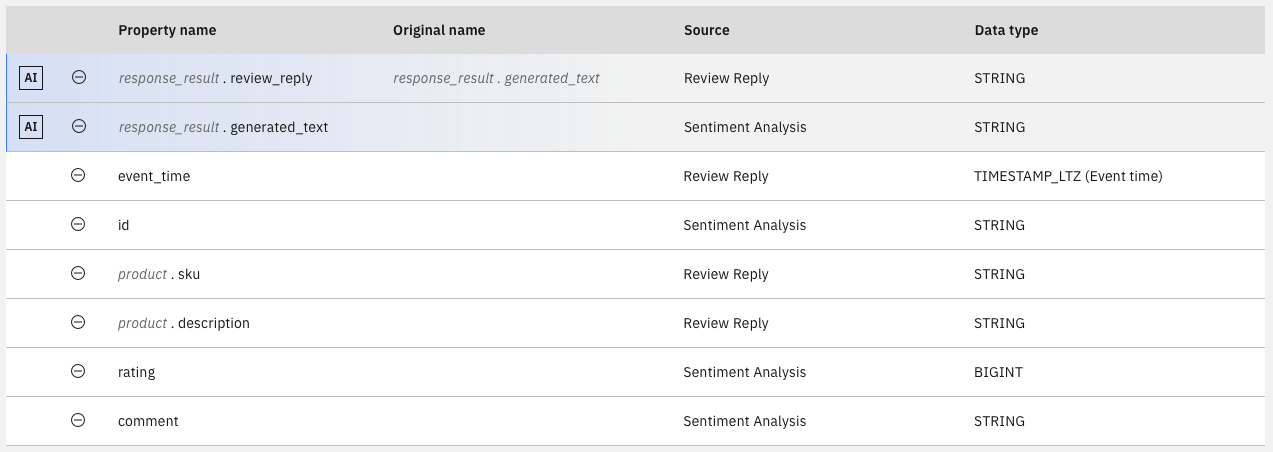 Property name Original name Source Data type
AI response_result . review_reply response_result . generated_text Review Reply STRING
AI response_result . generated_text Sentiment Analysis STRING
event_time Review Reply TIMESTAMP_LTZ (Event time)
id Sentiment Analysis STRING
product . sku Review Reply STRING
product . description Review Reply STRING
rating Sentiment Analysis BIGINT
comment Sentiment Analysis STRING